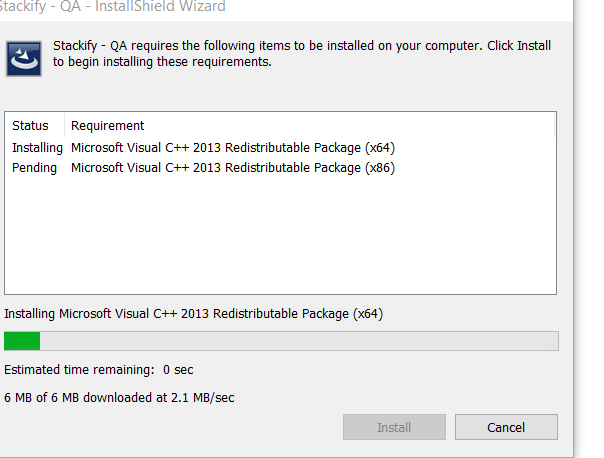 Stackify - QA - InstallShield Wizard
Stackify - QA requires the following items to be installed on your computer. Click Install
to begin installing these requirements.
Status Requirement
Installing Microsoft Visual C++ 2013 Redistributable Package (x64)
Pending Microsoft Visual C++ 2013 Redistributable Package (x86)
Installing Microsoft Visual C++ 2013 Redistributable Package (x64)
Estimated time remaining: 0 sec
6 MB of 6 MB downloaded at 2.1 MB/sec
Install Cancel